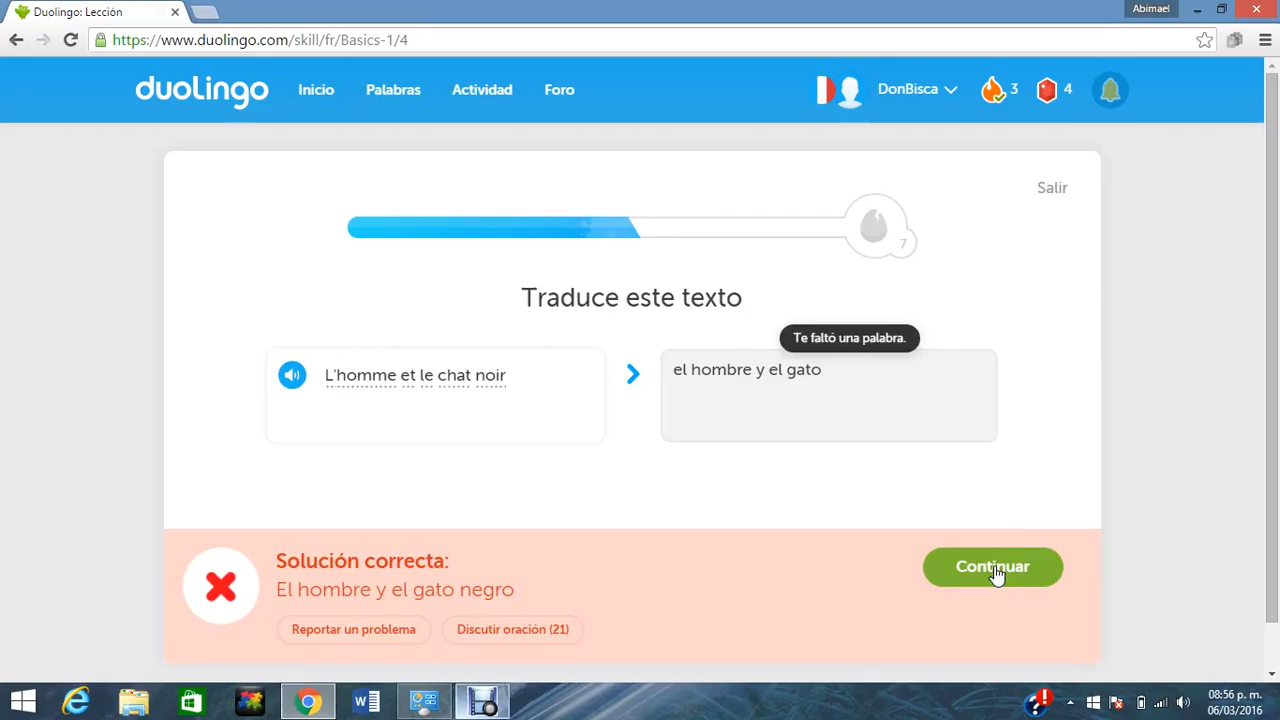 Duolingo: Lección
Abimael
https://www.duolingo.com/skill/fr/Basics-1/4
duolingo Inicio Palabras Actividad Foro DonBisca 3 4
Salir
7
Traduce este texto
Te faltó una palabra.
L'homme et le chat noir
el hombre y el gato
Solución correcta:
El hombre y el gato negro
Continuar
Reportar un problema Discutir oración (21)
08:56 p. m.
06/03/2016